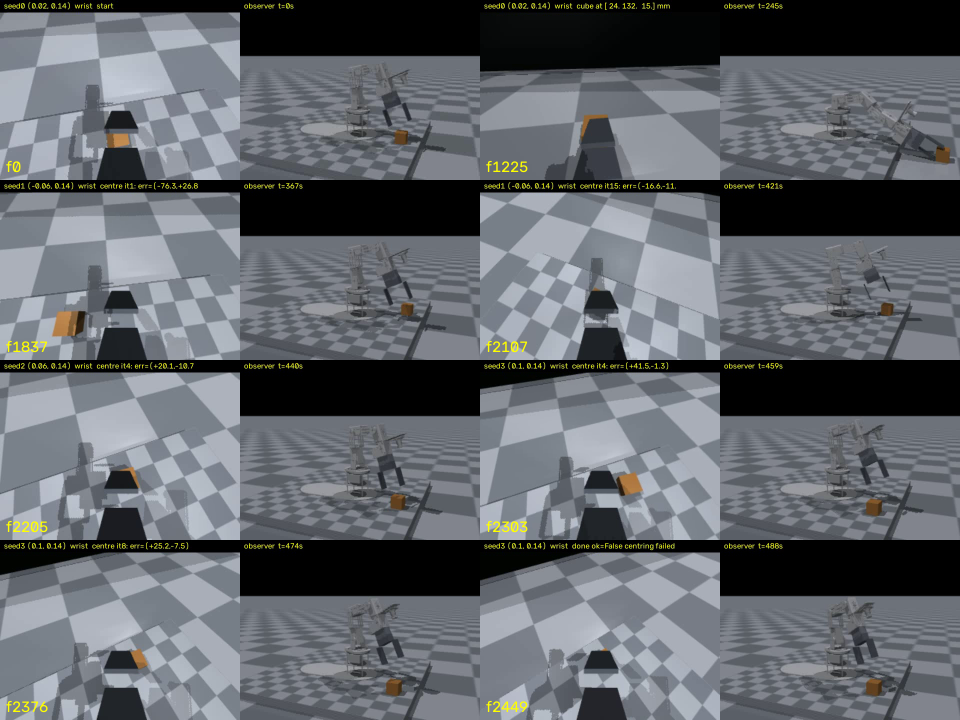 seed0 (0.02, 0.14) wrist start
observer t=0s
seed0 (0.02, 0.14) wrist cube at [ 24. 132. 15.] mm
observer t=245s
f0
f1225
seed1 (-0.06, 0.14) wrist centre it1: err=(-76.3,+26.8
observer t=367s
seed1 (-0.06, 0.14) wrist centre it15: err=(-16.6,-11.
observer t=421s
f1837
f2107
seed2 (0.06, 0.14) wrist centre it4: err=(+20.1,-10.7
observer t=440s
seed3 (0.1, 0.14) wrist centre it4: err=(+41.5,-1.3)
observer t=459s
f2205
f2303
seed3 (0.1, 0.14) wrist centre it8: err=(+25.2,-7.5)
observer t=474s
seed3 (0.1, 0.14) wrist done ok=False centring failed
observer t=488s
f2376
f2449